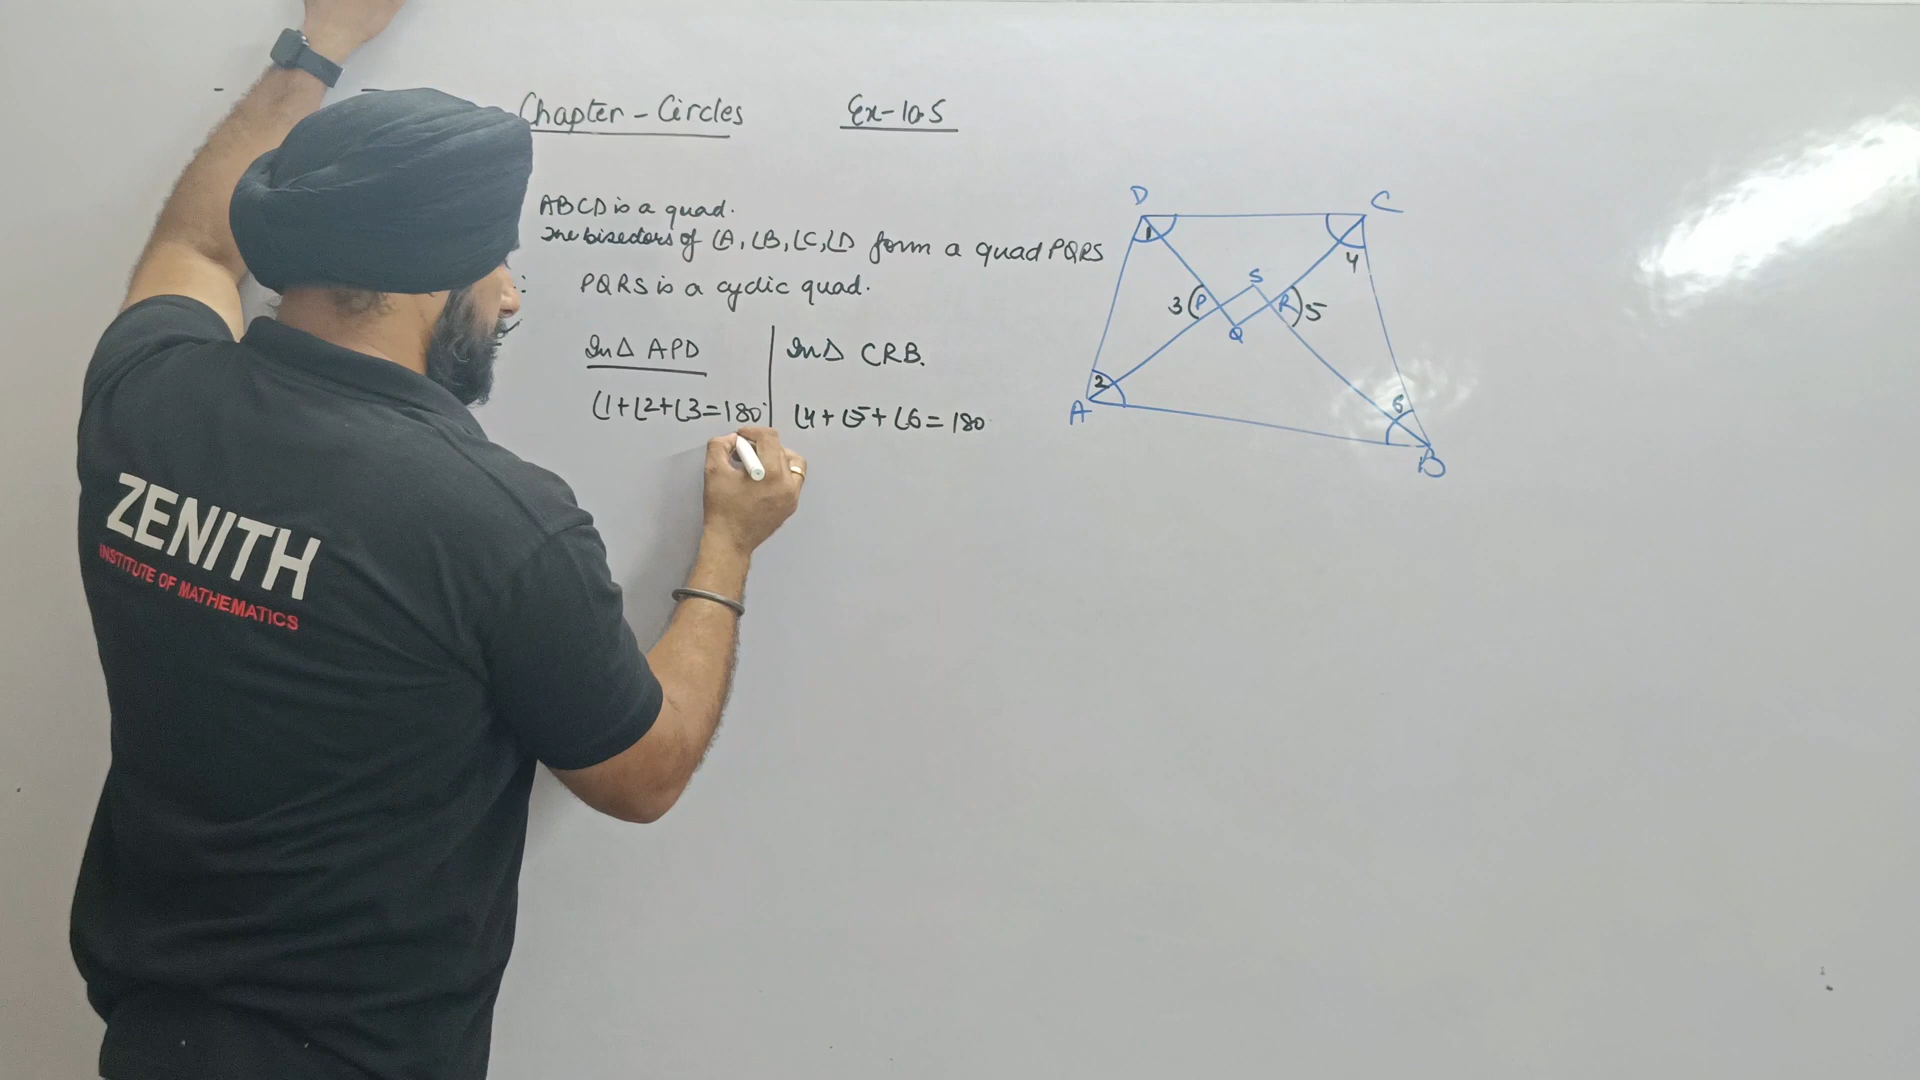 Chapter - Circles Ex-10.5
ABCD is a quad.
The bisectors of ∠A, ∠B, ∠C, ∠D form a quad PQRS
: PQRS is a cyclic quad.
In △ APD In △ CRB.
∠1+∠2+∠3=180° ∠4+∠5+∠6=180
D C
1 4
S
3 P R 5
Q
2 6
A B
ZENITH
INSTITUTE OF MATHEMATICS